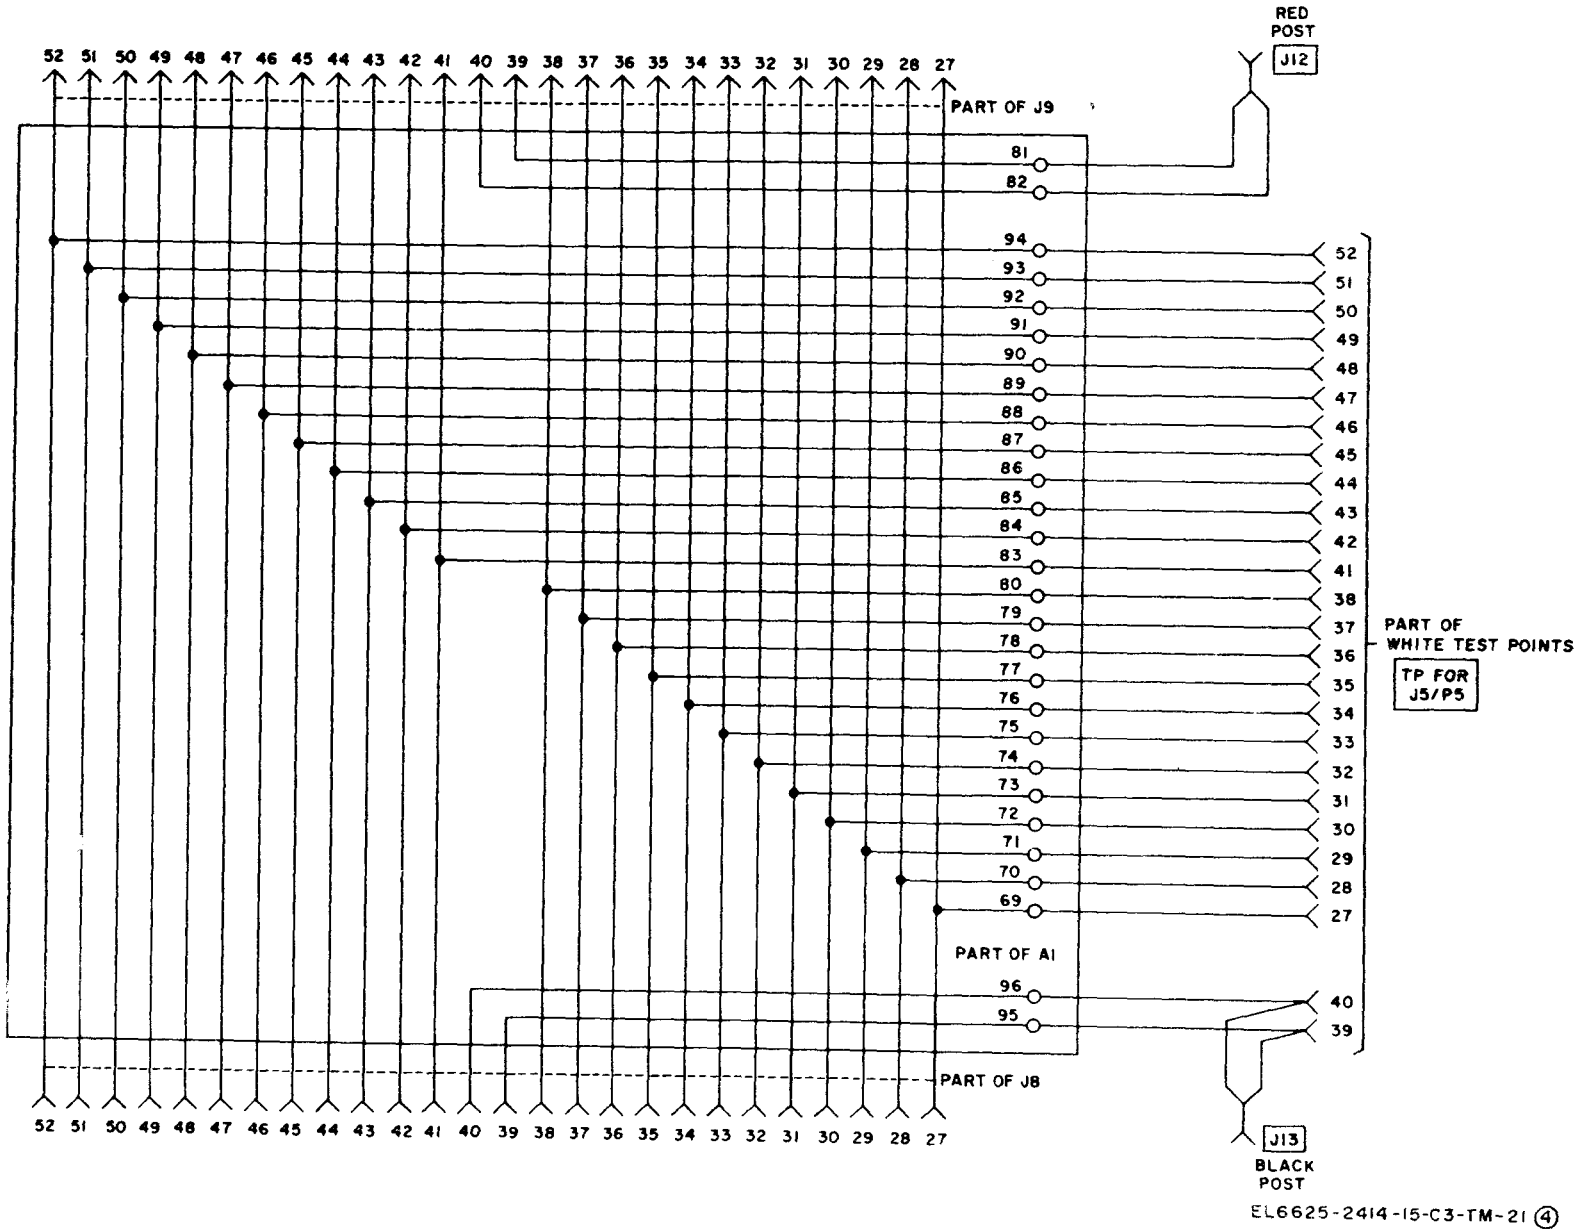 RED
POST
J12
52 51 50 49 48 47 46 45 44 43 42 41 40 39 38 37 36 35 34 33 32 31 30 29 28 27
PART OF J9
81
82
94 52
93 51
92 50
91 49
90 48
89 47
88 46
87 45
86 44
85 43
84 42
83 41
80 38
79 37
78 36
77 35
76 34
75 33
74 32
73 31
72 30
71 29
70 28
69 27
PART OF
WHITE TEST POINTS
TP FOR
J5/P5
PART OF A1
96 40
95 39
PART OF J8
52 51 50 49 48 47 46 45 44 43 42 41 40 39 38 37 36 35 34 33 32 31 30 29 28 27
J13
BLACK
POST
EL6625-2414-15-C3-TM-21 ④